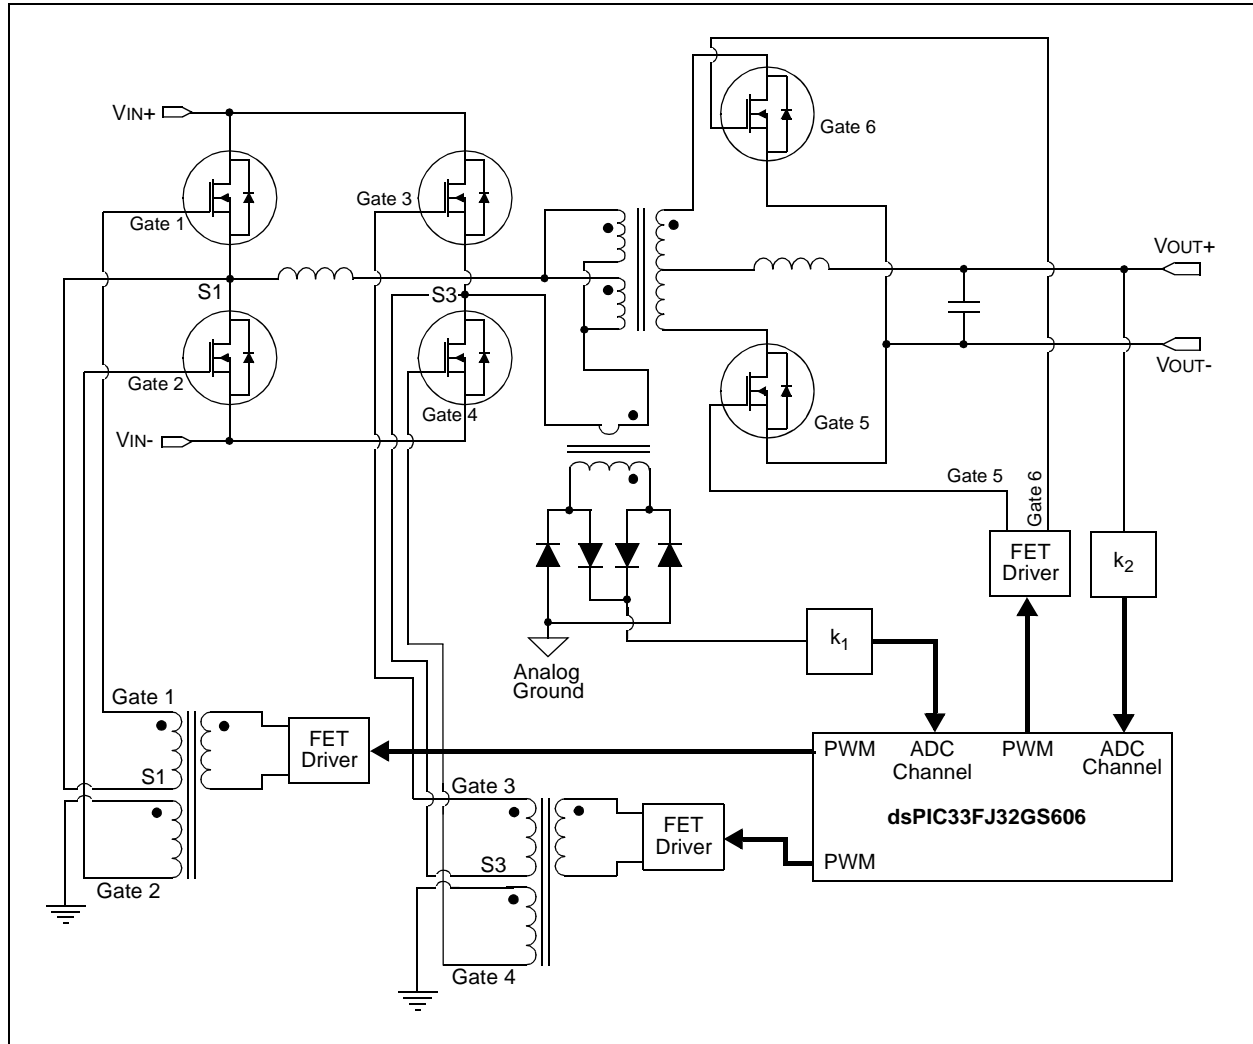 VIN+
Gate 1
S1
Gate 2
VIN-
Gate 3
S3
Gate 4
Gate 6
VOUT+
VOUT-
Gate 5
Gate 5
Gate 6
FET
Driver
k2
k1
Analog
Ground
Gate 1
S1
Gate 2
FET
Driver
Gate 3
S3
Gate 4
FET
Driver
PWM
ADC
Channel
PWM
ADC
Channel
dsPIC33FJ32GS606
PWM